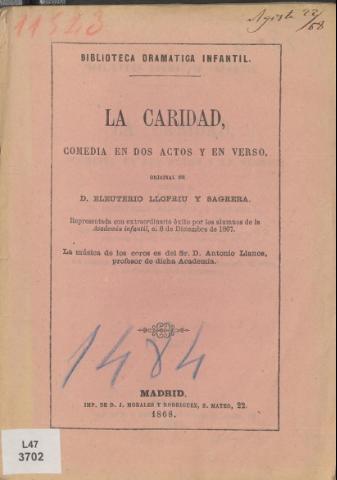 11543
Agosto 22/68
BIBLIOTECA DRAMATICA INFANTIL.
LA CARIDAD,
COMEDIA EN DOS ACTOS Y EN VERSO,
ORIGINAL DE
D. ELEUTERIO LLOFRIU Y SAGRERA.
Representada con extraordinario éxito por los alumnos de la
Academia infantil, el 8 de Diciembre de 1867.
La música de los coros es del Sr. D. Antonio Llanos,
profesor de dicha Academia.
1484
MADRID.
IMP. DE D. J. MORALES Y RODRIGUEZ, S. MATEO, 22.
1868.
L47
3702